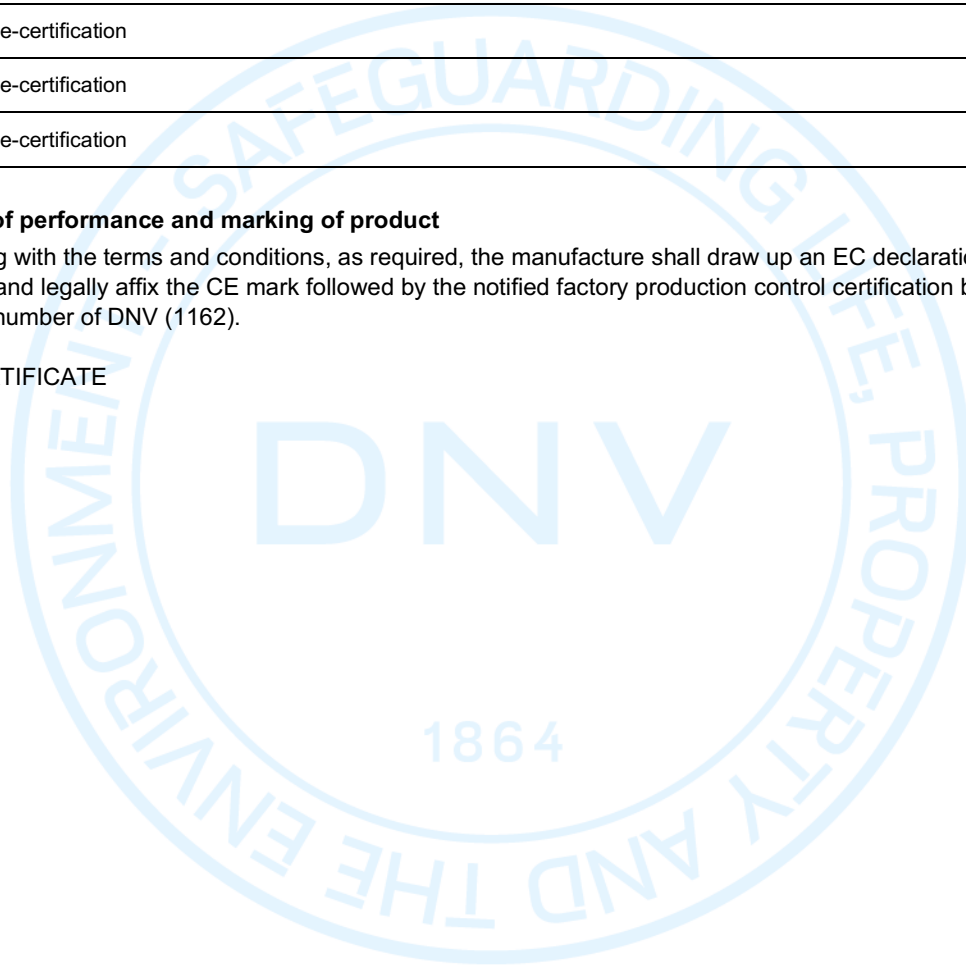 e-certification
e-certification
e-certification
of performance and marking of product
g with the terms and conditions, as required, the manufacture shall draw up an EC declaratio
and legally affix the CE mark followed by the notified factory production control certification b
number of DNV (1162).
TIFICATE
SAFEGUARDING LIFE, PROPERTY AND THE ENVIRONMENT
DNV
1864